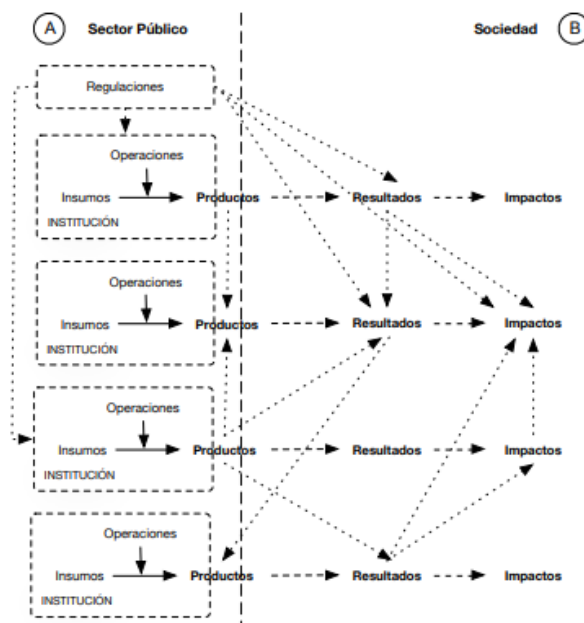 A Sector Público Sociedad B
Regulaciones
Operaciones
Insumos Productos Resultados Impactos
INSTITUCIÓN
Operaciones
Insumos Productos Resultados Impactos
INSTITUCIÓN
Operaciones
Insumos Productos Resultados Impactos
INSTITUCIÓN
Operaciones
Insumos Productos Resultados Impactos
INSTITUCIÓN